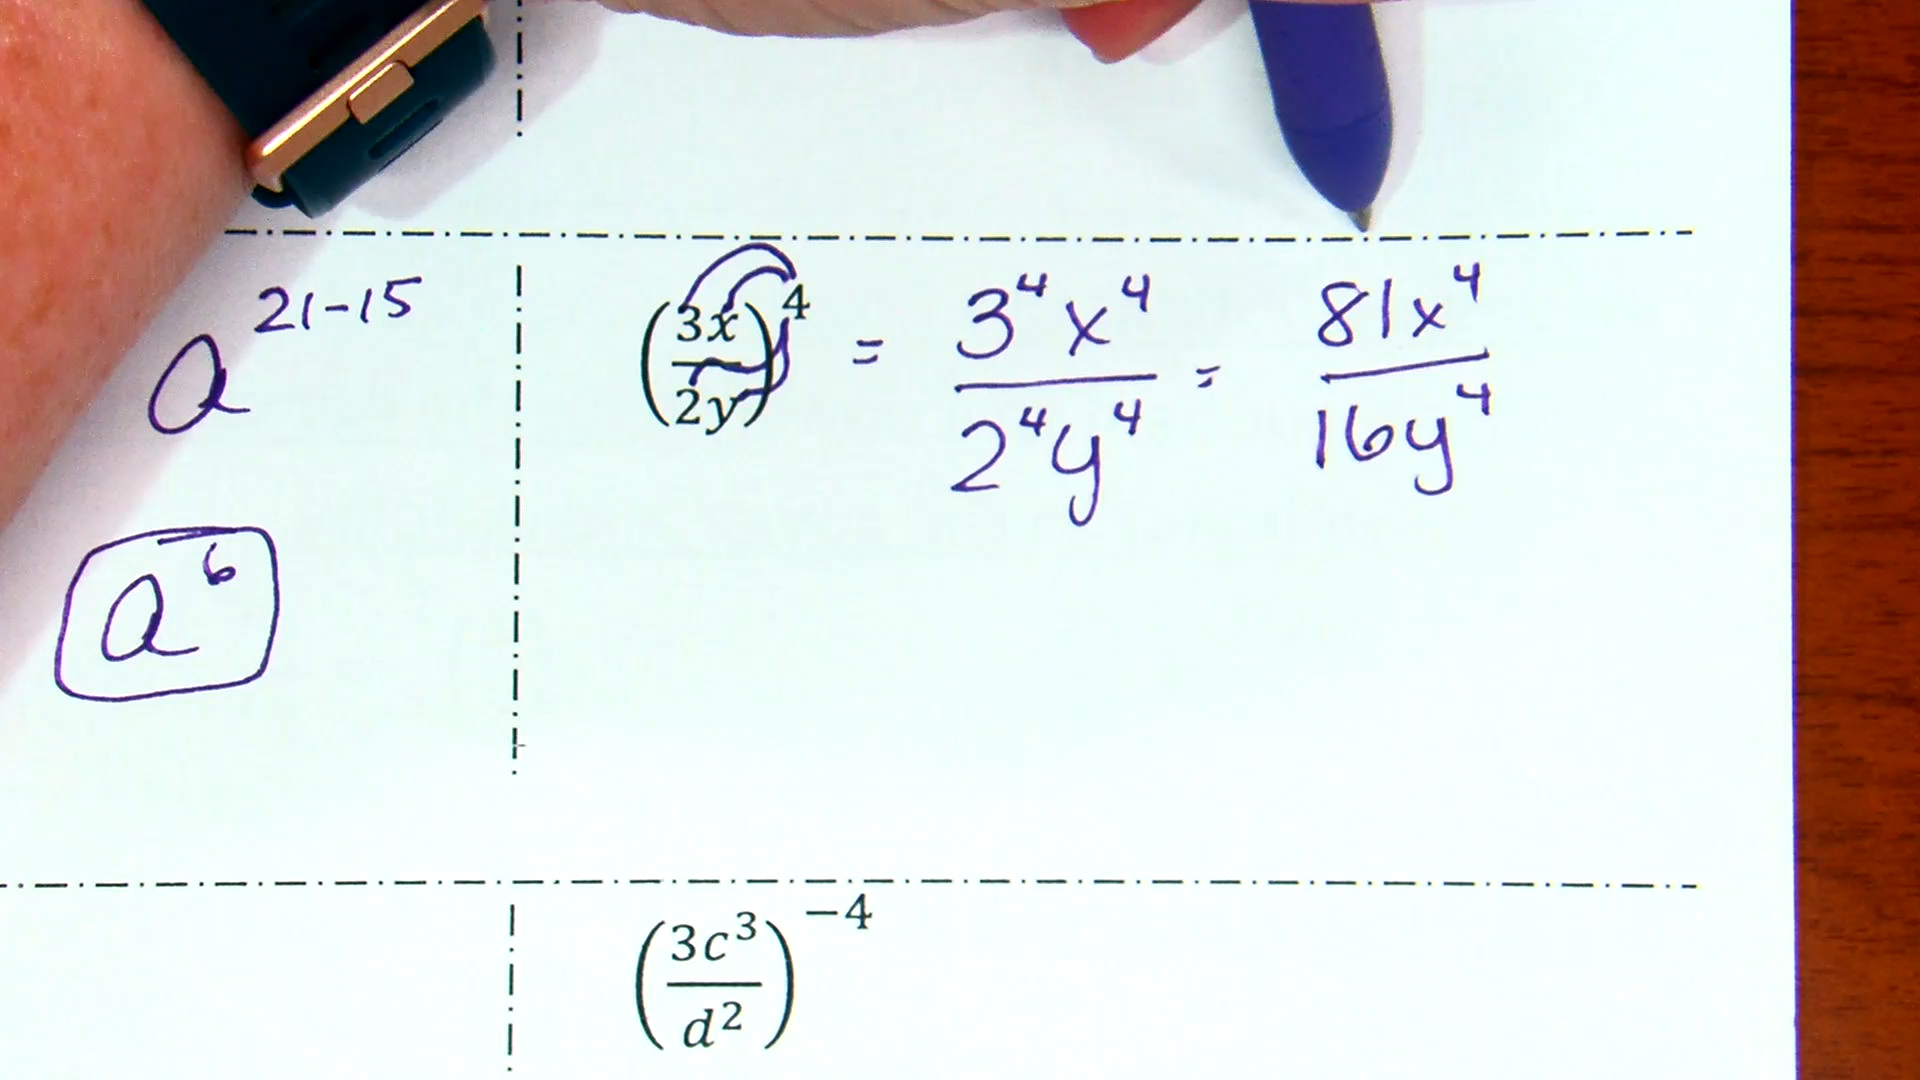 a^{21-15}
a^6
(3x/2y)^4 = 3^4x^4/2^4y^4 = 81x^4/16y^4
(3c^3/d^2)^{-4}